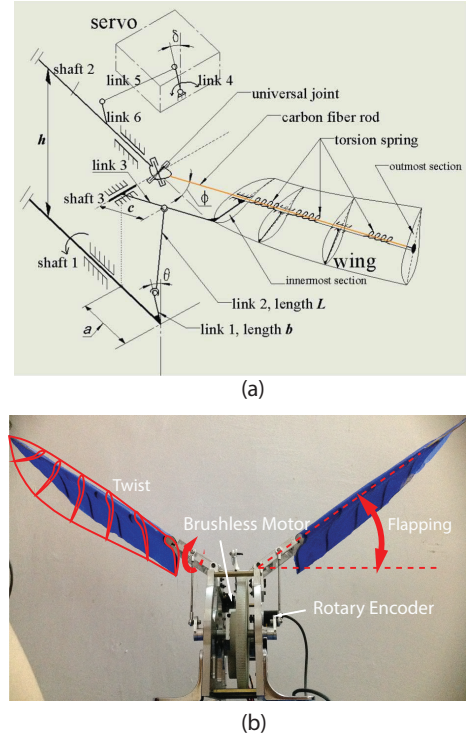 servo
δ
link 5
link 4
shaft 2
link 6
universal joint
carbon fiber rod
h
link 3
torsion spring
outmost section
shaft 3
c
ϕ
wing
innermost section
shaft 1
θ
link 2, length L
a
link 1, length b
(a)
Twist
Brushless Motor
Flapping
Rotary Encoder
(b)